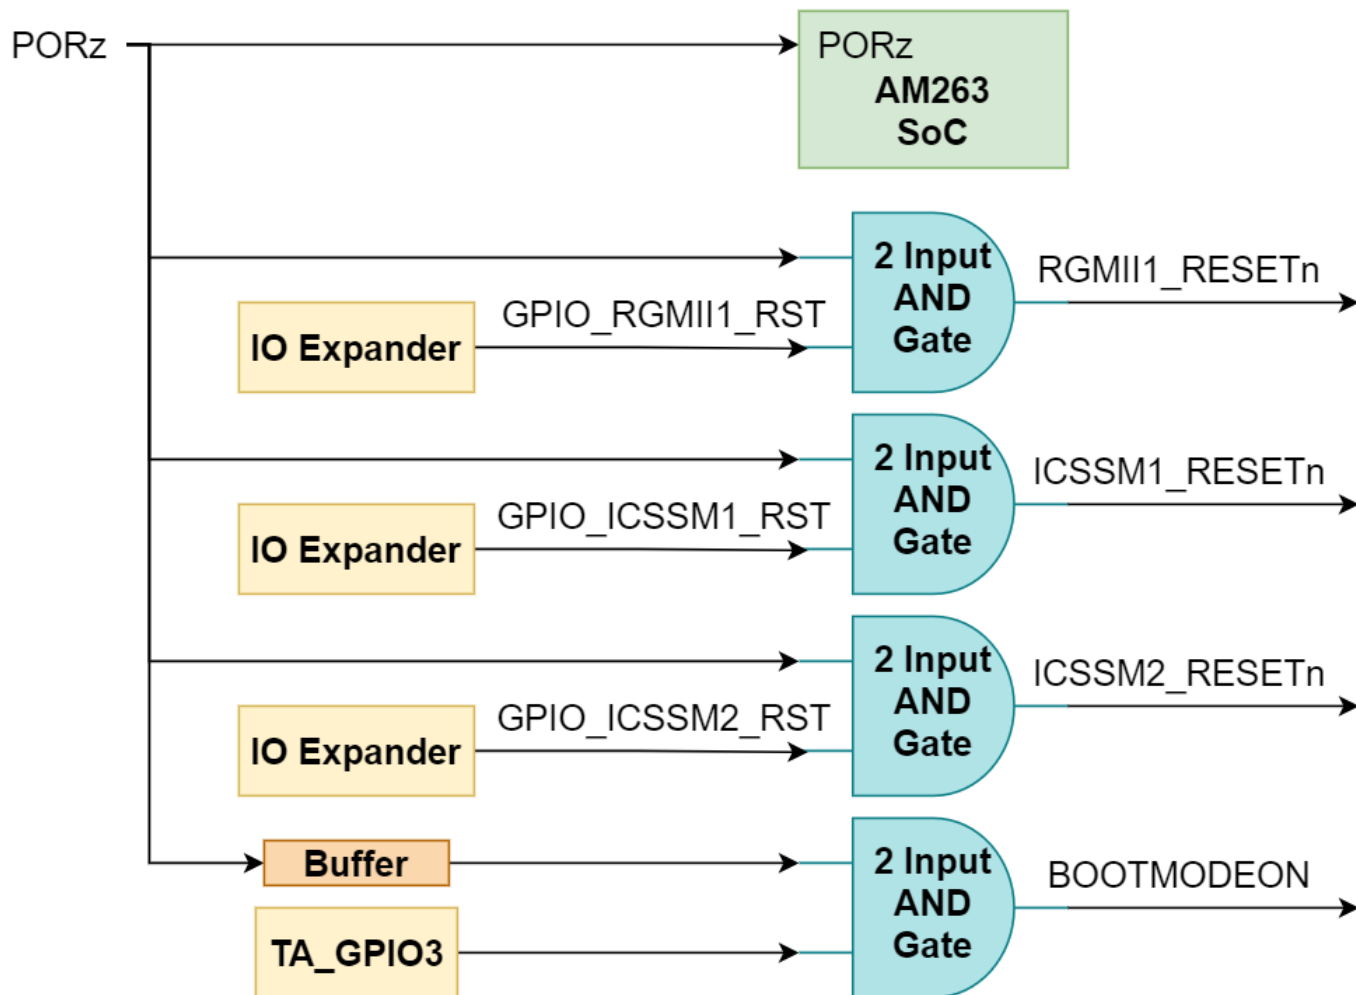 PORz
PORz
AM263
SoC
2 Input
AND
Gate
RGMII1_RESETn
GPIO_RGMII1_RST
IO Expander
2 Input
AND
Gate
ICSSM1_RESETn
GPIO_ICSSM1_RST
IO Expander
2 Input
AND
Gate
ICSSM2_RESETn
GPIO_ICSSM2_RST
IO Expander
Buffer
2 Input
AND
Gate
BOOTMODEON
TA_GPIO3